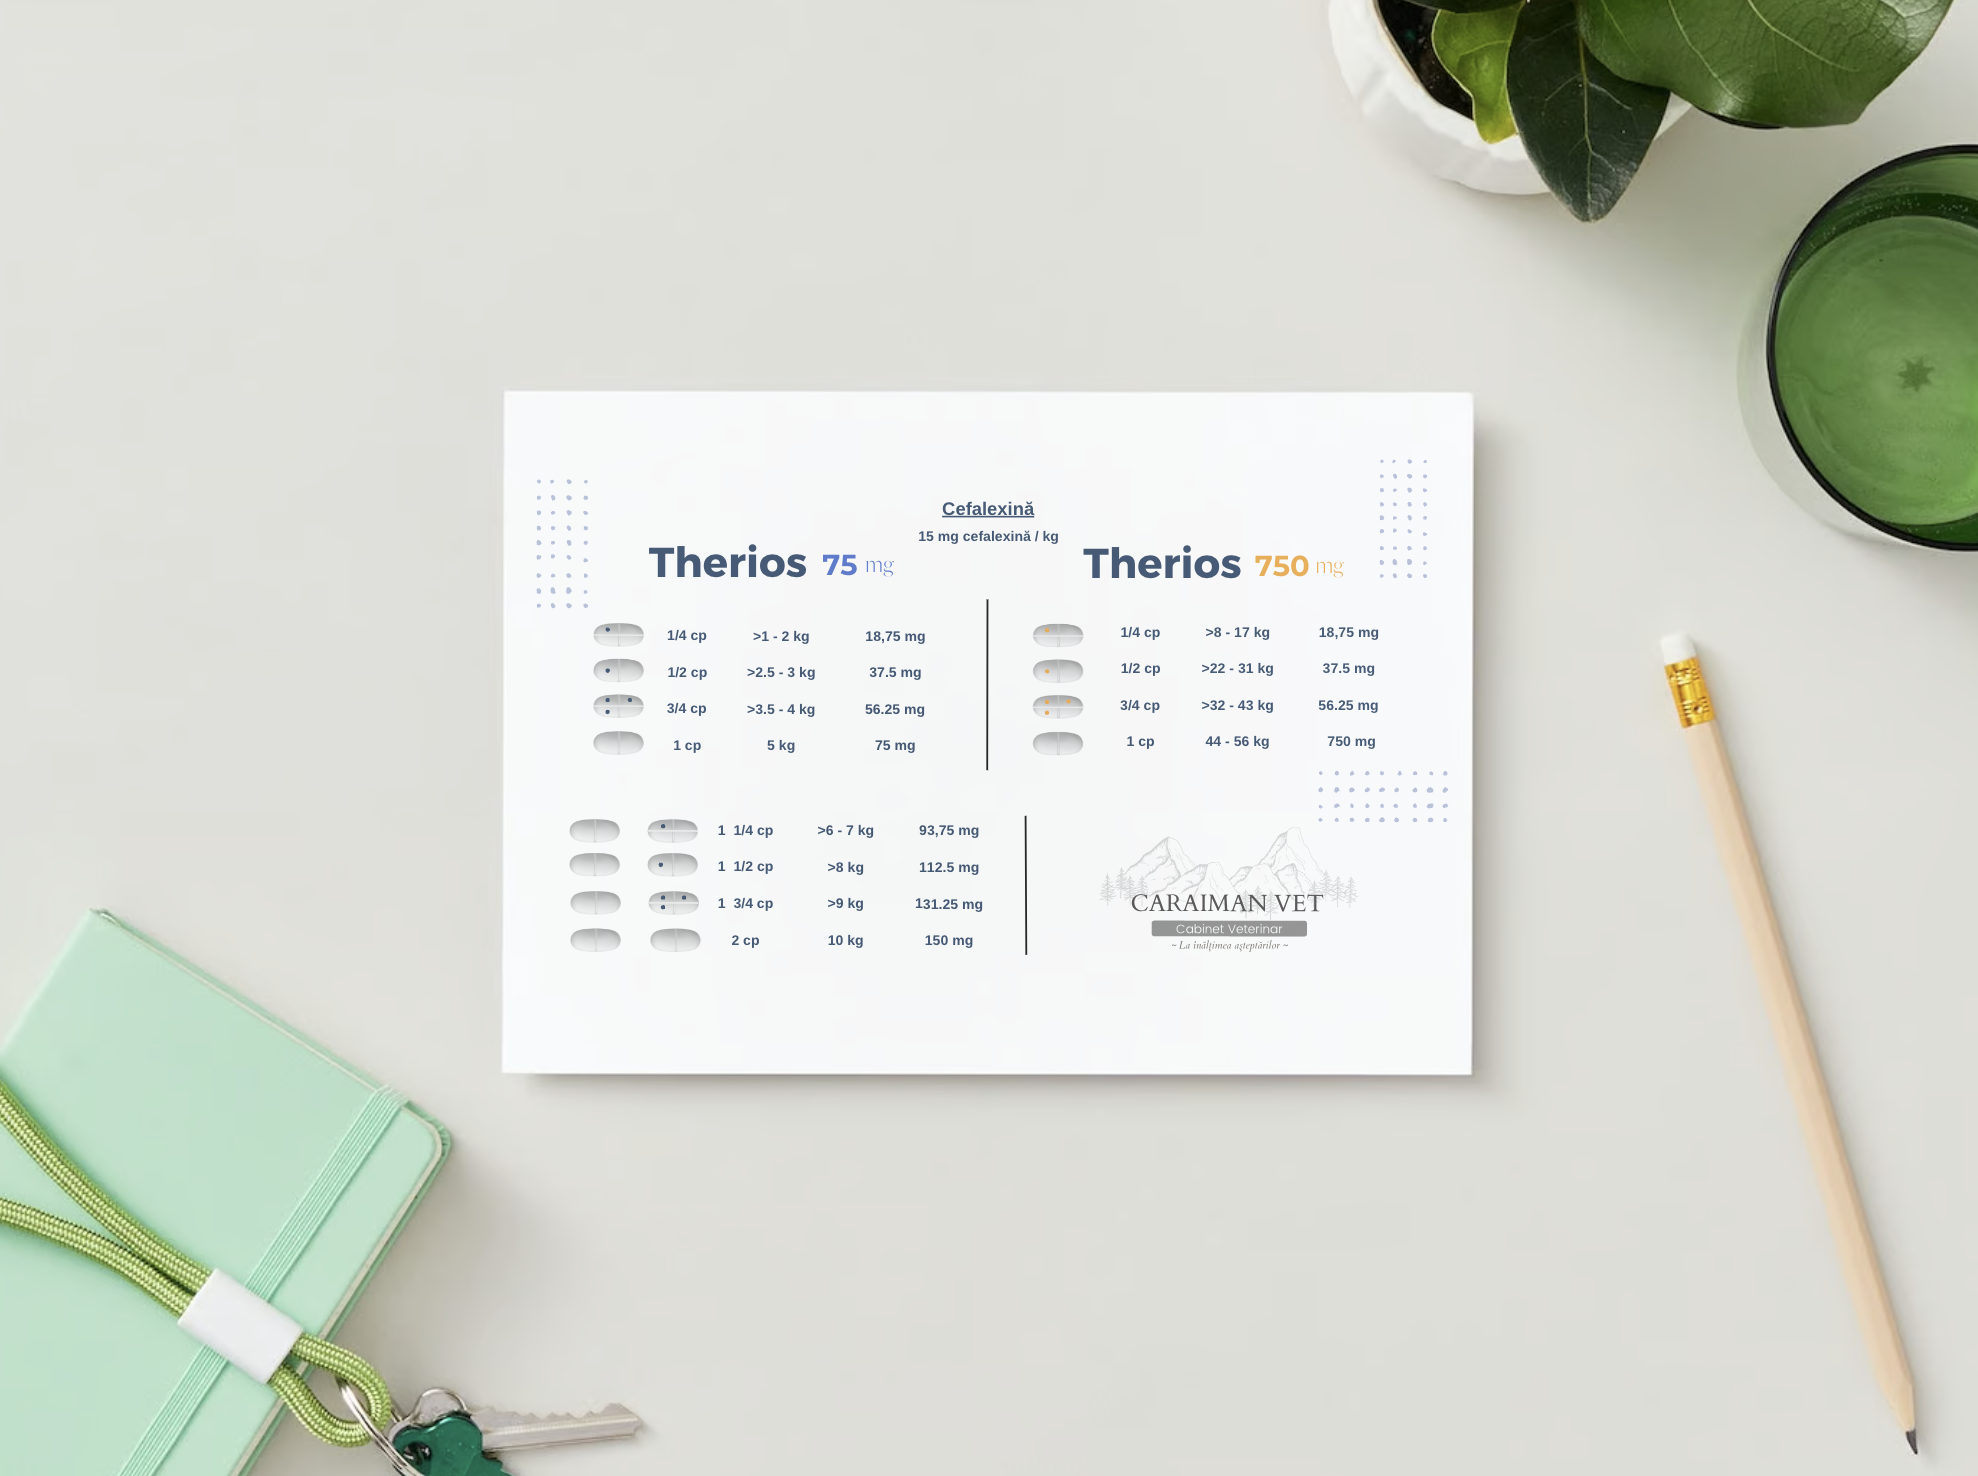 Cefalexină
15 mg cefalexină / kg
Therios 75 mg
1/4 cp >1 - 2 kg 18,75 mg
1/2 cp >2.5 - 3 kg 37.5 mg
3/4 cp >3.5 - 4 kg 56.25 mg
1 cp 5 kg 75 mg
Therios 750 mg
1/4 cp >8 - 17 kg 18,75 mg
1/2 cp >22 - 31 kg 37.5 mg
3/4 cp >32 - 43 kg 56.25 mg
1 cp 44 - 56 kg 750 mg
1 1/4 cp >6 - 7 kg 93,75 mg
1 1/2 cp >8 kg 112.5 mg
1 3/4 cp >9 kg 131.25 mg
2 cp 10 kg 150 mg
CARAIMAN VET
Cabinet Veterinar
~ La înălțimea așteptărilor ~